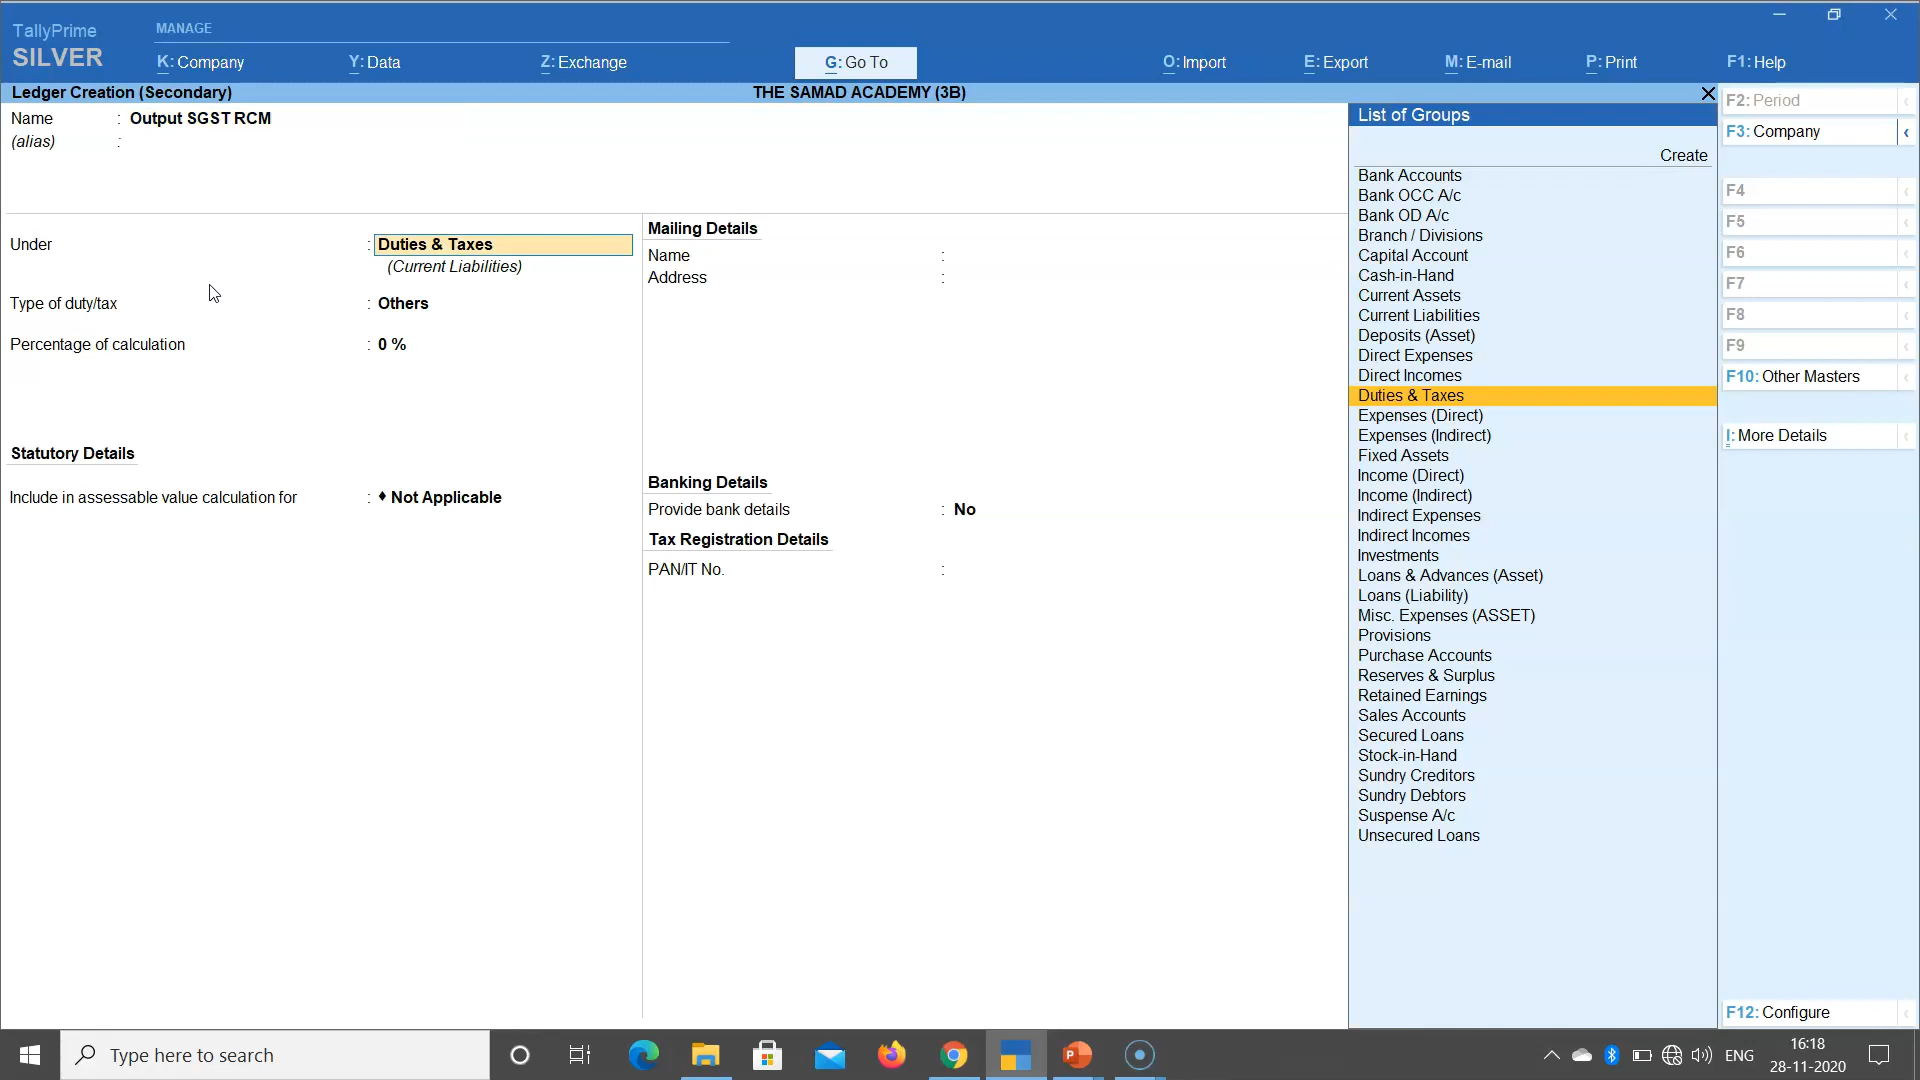 TallyPrime
SILVER
MANAGE
K: Company
Y: Data
Z: Exchange
G: Go To
O: Import
E: Export
M: E-mail
P: Print
F1: Help
Ledger Creation (Secondary)
THE SAMAD ACADEMY (3B)
Name : Output SGST RCM
(alias) :
Under : Duties & Taxes
(Current Liabilities)
Type of duty/tax : Others
Percentage of calculation : 0 %
Statutory Details
Include in assessable value calculation for : ♦ Not Applicable
Mailing Details
Name :
Address :
Banking Details
Provide bank details : No
Tax Registration Details
PAN/IT No. :
List of Groups
Create
Bank Accounts
Bank OCC A/c
Bank OD A/c
Branch / Divisions
Capital Account
Cash-in-Hand
Current Assets
Current Liabilities
Deposits (Asset)
Direct Expenses
Direct Incomes
Duties & Taxes
Expenses (Direct)
Expenses (Indirect)
Fixed Assets
Income (Direct)
Income (Indirect)
Indirect Expenses
Indirect Incomes
Investments
Loans & Advances (Asset)
Loans (Liability)
Misc. Expenses (ASSET)
Provisions
Purchase Accounts
Reserves & Surplus
Retained Earnings
Sales Accounts
Secured Loans
Stock-in-Hand
Sundry Creditors
Sundry Debtors
Suspense A/c
Unsecured Loans
F2: Period
F3: Company
F4
F5
F6
F7
F8
F9
F10: Other Masters
I: More Details
F12: Configure
Type here to search
ENG
16:18
28-11-2020